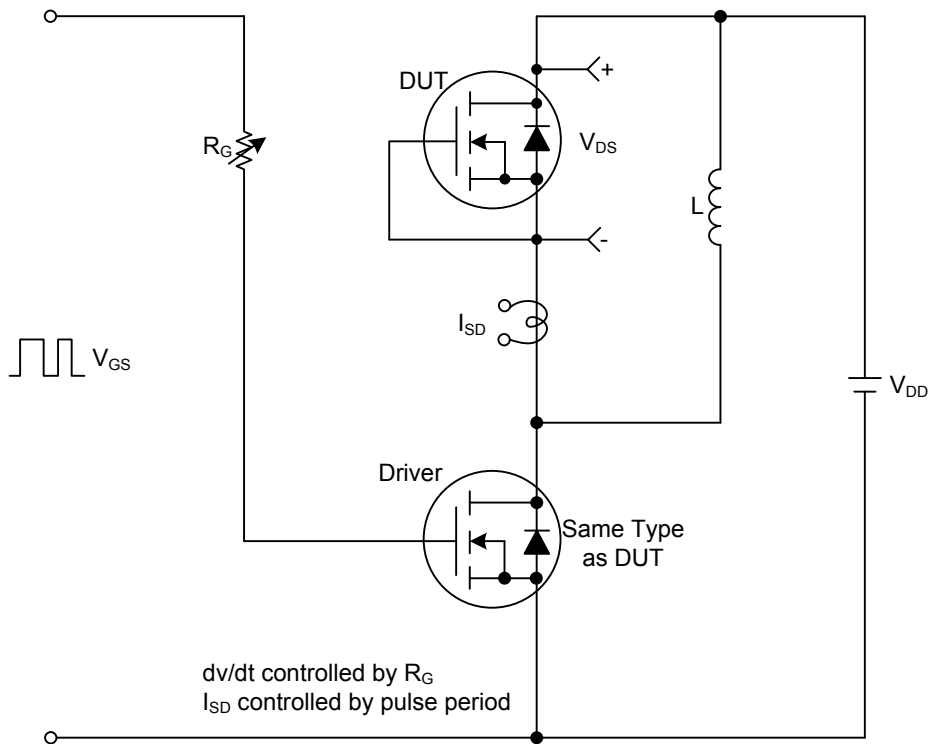 DUT
+
R_G
V_DS
L
-
I_SD
V_GS
V_DD
Driver
Same Type
as DUT
dv/dt controlled by R_G
I_SD controlled by pulse period